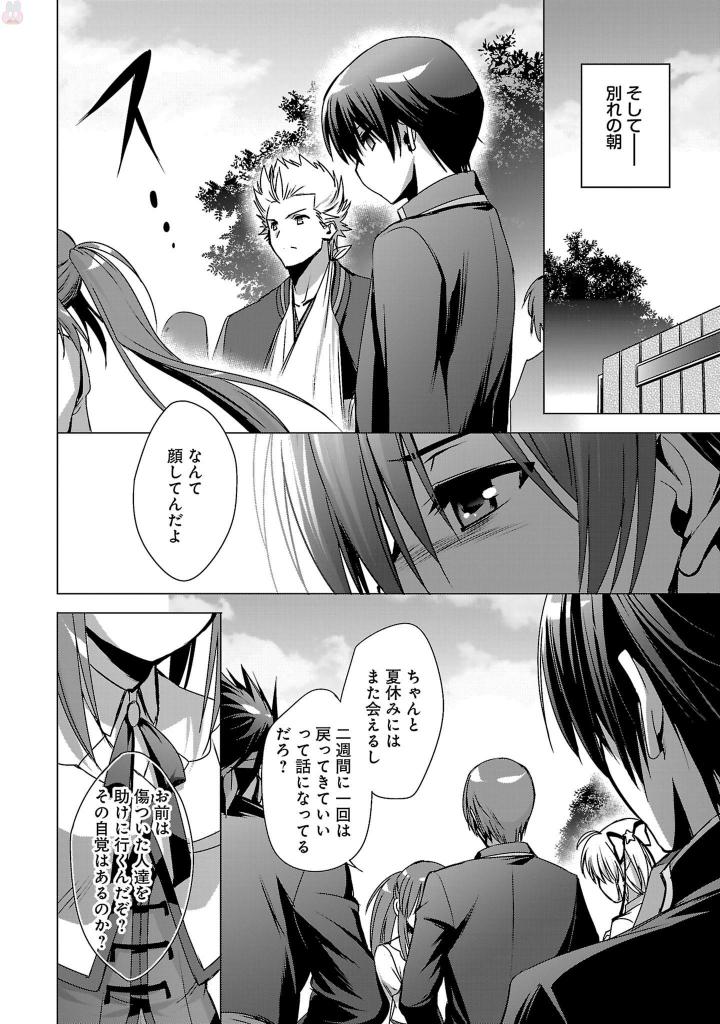 そして──
別れの朝
ス…
なんて
顔してんだよ
ちゃんと
夏休みには
また会えるし
二週間に一回は
戻ってきていい
って話になってる
だろ？
お前は
傷ついた人達を
助けに行くんだぞ？
その自覚はあるのか？